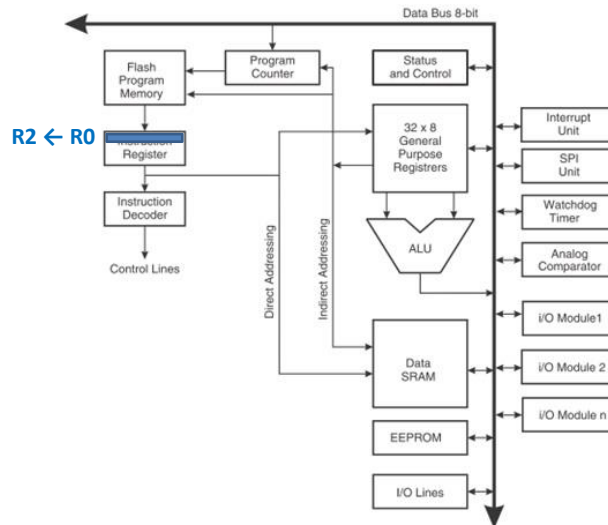 Data Bus 8-bit
Flash
Program
Memory
Program
Counter
Status
and Control
R2 ← R0
Register
32 x 8
General
Purpose
Registrers
Interrupt
Unit
SPI
Unit
Instruction
Decoder
Watchdog
Timer
ALU
Analog
Comparator
Control Lines
Direct Addressing
Indirect Addressing
i/O Module1
Data
SRAM
i/O Module 2
i/O Module n
EEPROM
I/O Lines